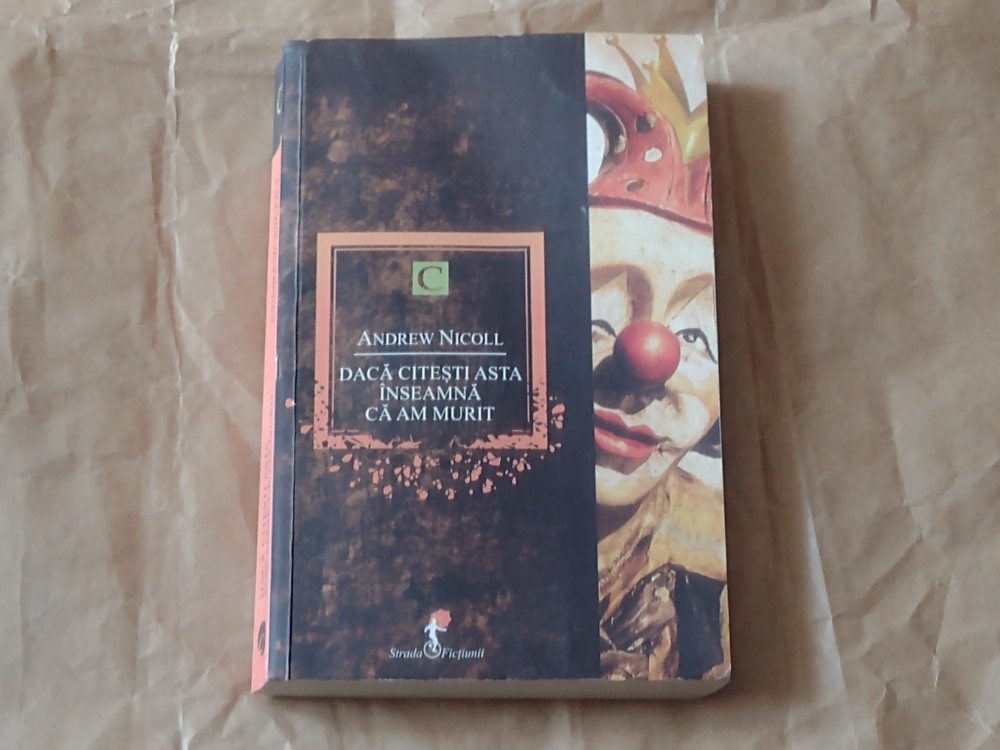 C
ANDREW NICOLL
DACĂ CITEȘTI ASTA
ÎNSEAMNĂ
CĂ AM MURIT
Strada Ficțiunii